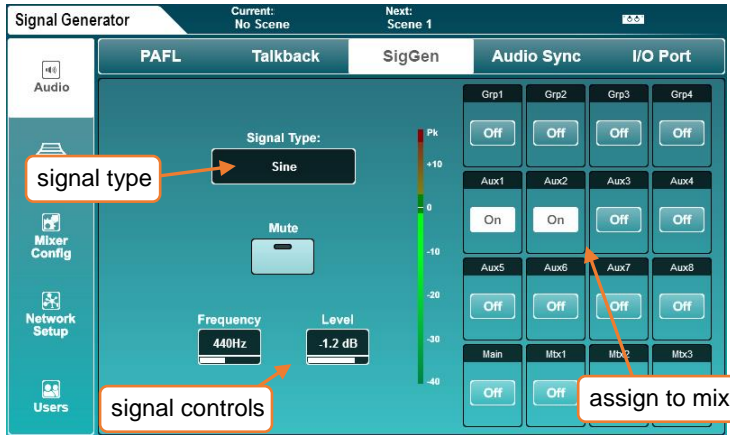 Signal Generator
Current:
No Scene
Next:
Scene 1
Audio
PAFL
Talkback
SigGen
Audio Sync
I/O Port
Signal Type:
Sine
signal type
Mute
Frequency
Level
440Hz
-1.2 dB
signal controls
Pk
+10
0
-10
-20
-30
-40
Mixer
Config
Network
Setup
Users
Grp1
Grp2
Grp3
Grp4
Off
Off
Off
Off
Aux1
Aux2
Aux3
Aux4
On
On
Off
Off
Aux5
Aux6
Aux7
Aux8
Off
Off
Off
Off
Main
Mtx1
Mtx2
Mtx3
Off
Off
assign to mix